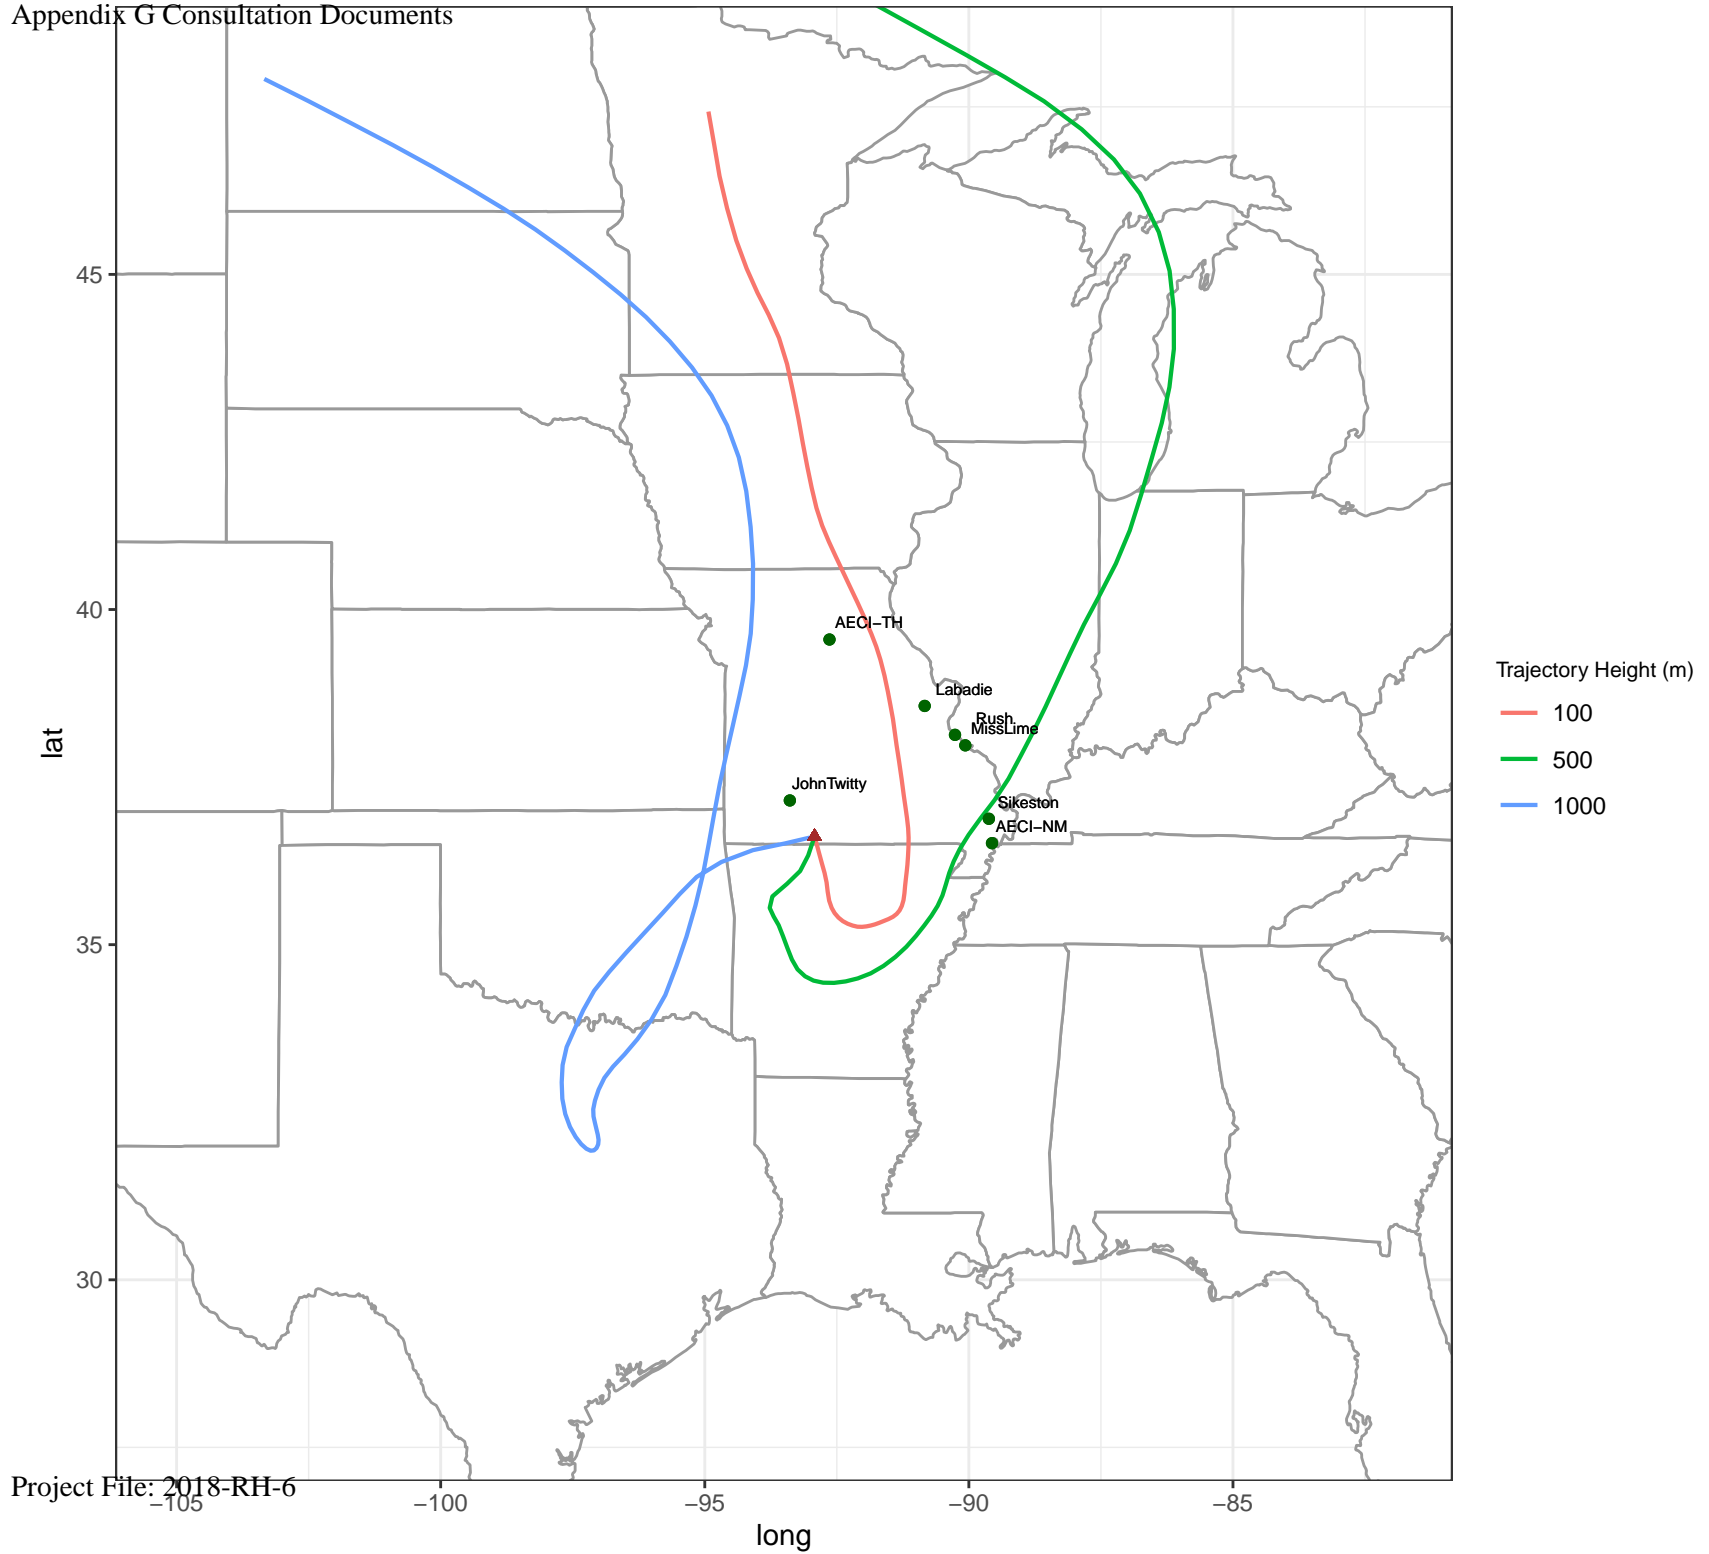 Appendix G Consultation Documents
45
40
35
30
lat
AECI−TH
Labadie
Rush
MissLime
JohnTwitty
Sikeston
AECI−NM
Trajectory Height (m)
100
500
1000
Project File: 2018-RH-6
−105
−100
−95
−90
−85
long